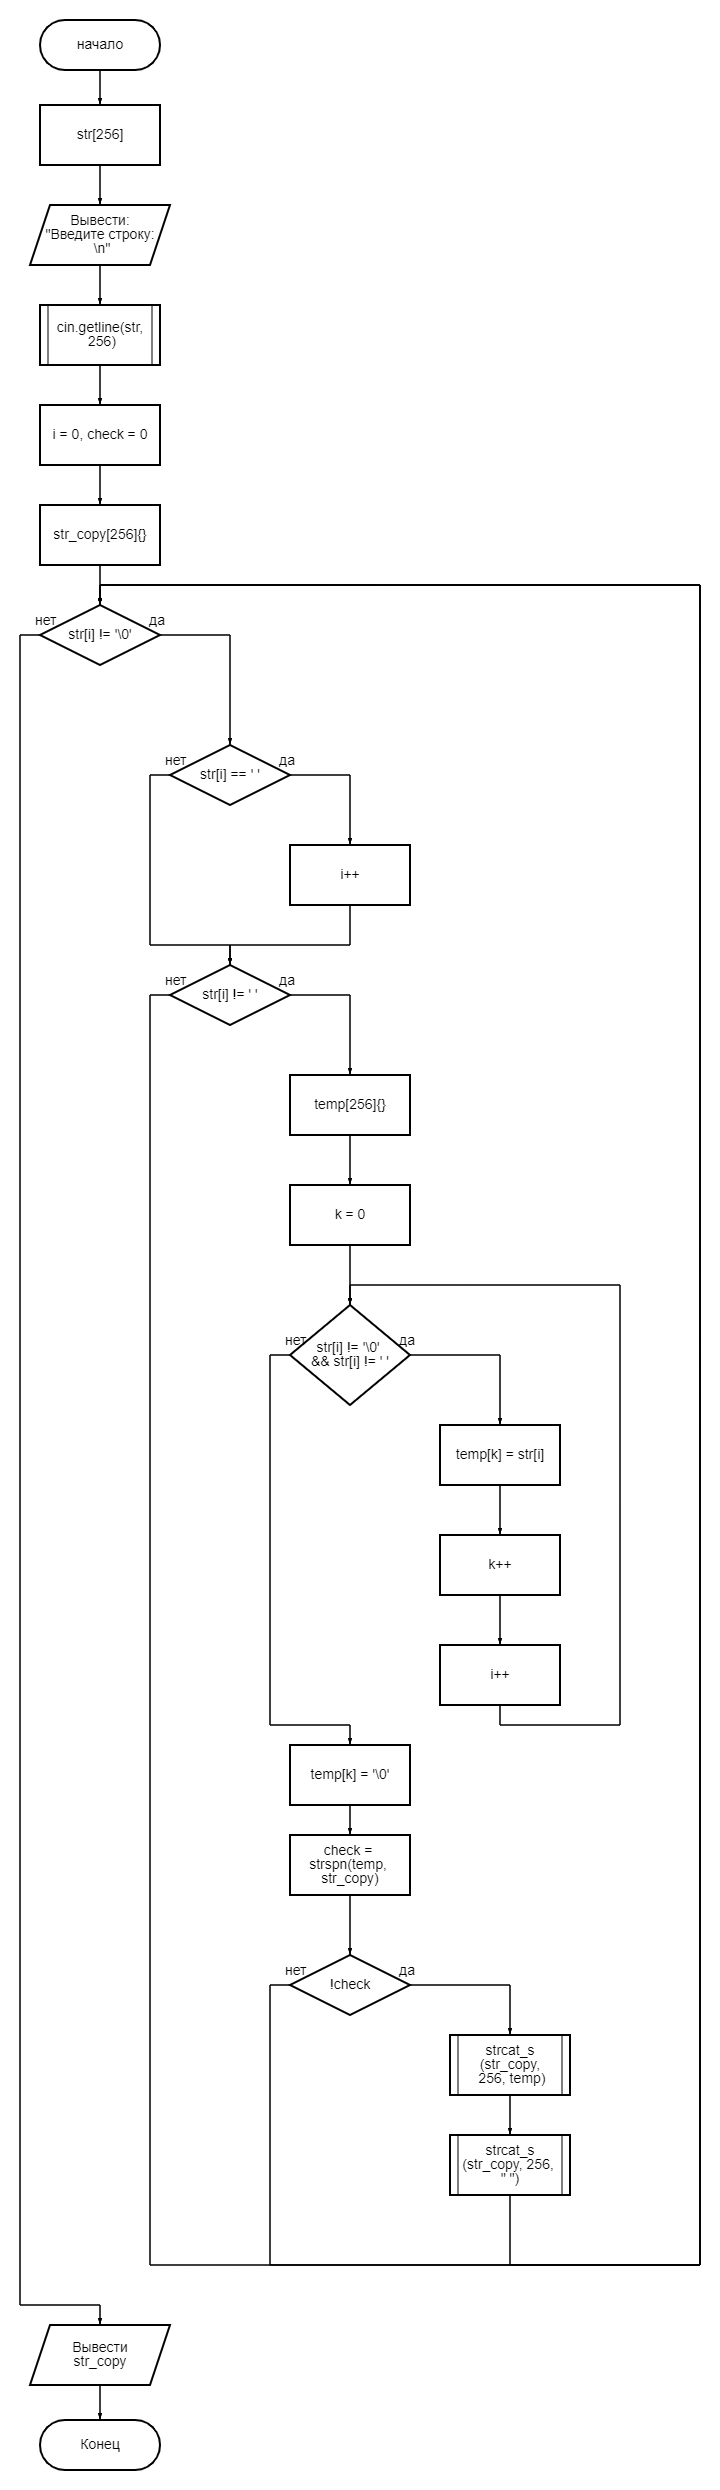 начало
str[256]
Вывести:
"Введите строку:
\n"
cin.getline(str,
256)
i = 0, check = 0
str_copy[256]{}
нет
да
str[i] != '\0'
нет
да
str[i] == ' '
i++
нет
да
str[i] != ' '
temp[256]{}
k = 0
нет
да
str[i] != '\0'
&& str[i] != ' '
temp[k] = str[i]
k++
i++
temp[k] = '\0'
check =
strspn(temp,
str_copy)
нет
да
!check
strcat_s
(str_copy,
256, temp)
strcat_s
(str_copy, 256,
" ")
Вывести
str_copy
Конец